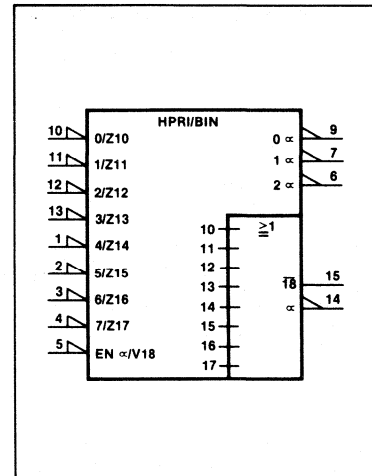 HPRI/BIN
10 0/Z10 0 ∝ 9
11 1/Z11 1 ∝ 7
12 2/Z12 2 ∝ 6
13 3/Z13 10 ≥1
1 4/Z14 11
2 5/Z15 12
3 6/Z16 13 1̅8̅ 15
4 7/Z17 14 ∝ 14
5 EN ∝/V18 15
16
17